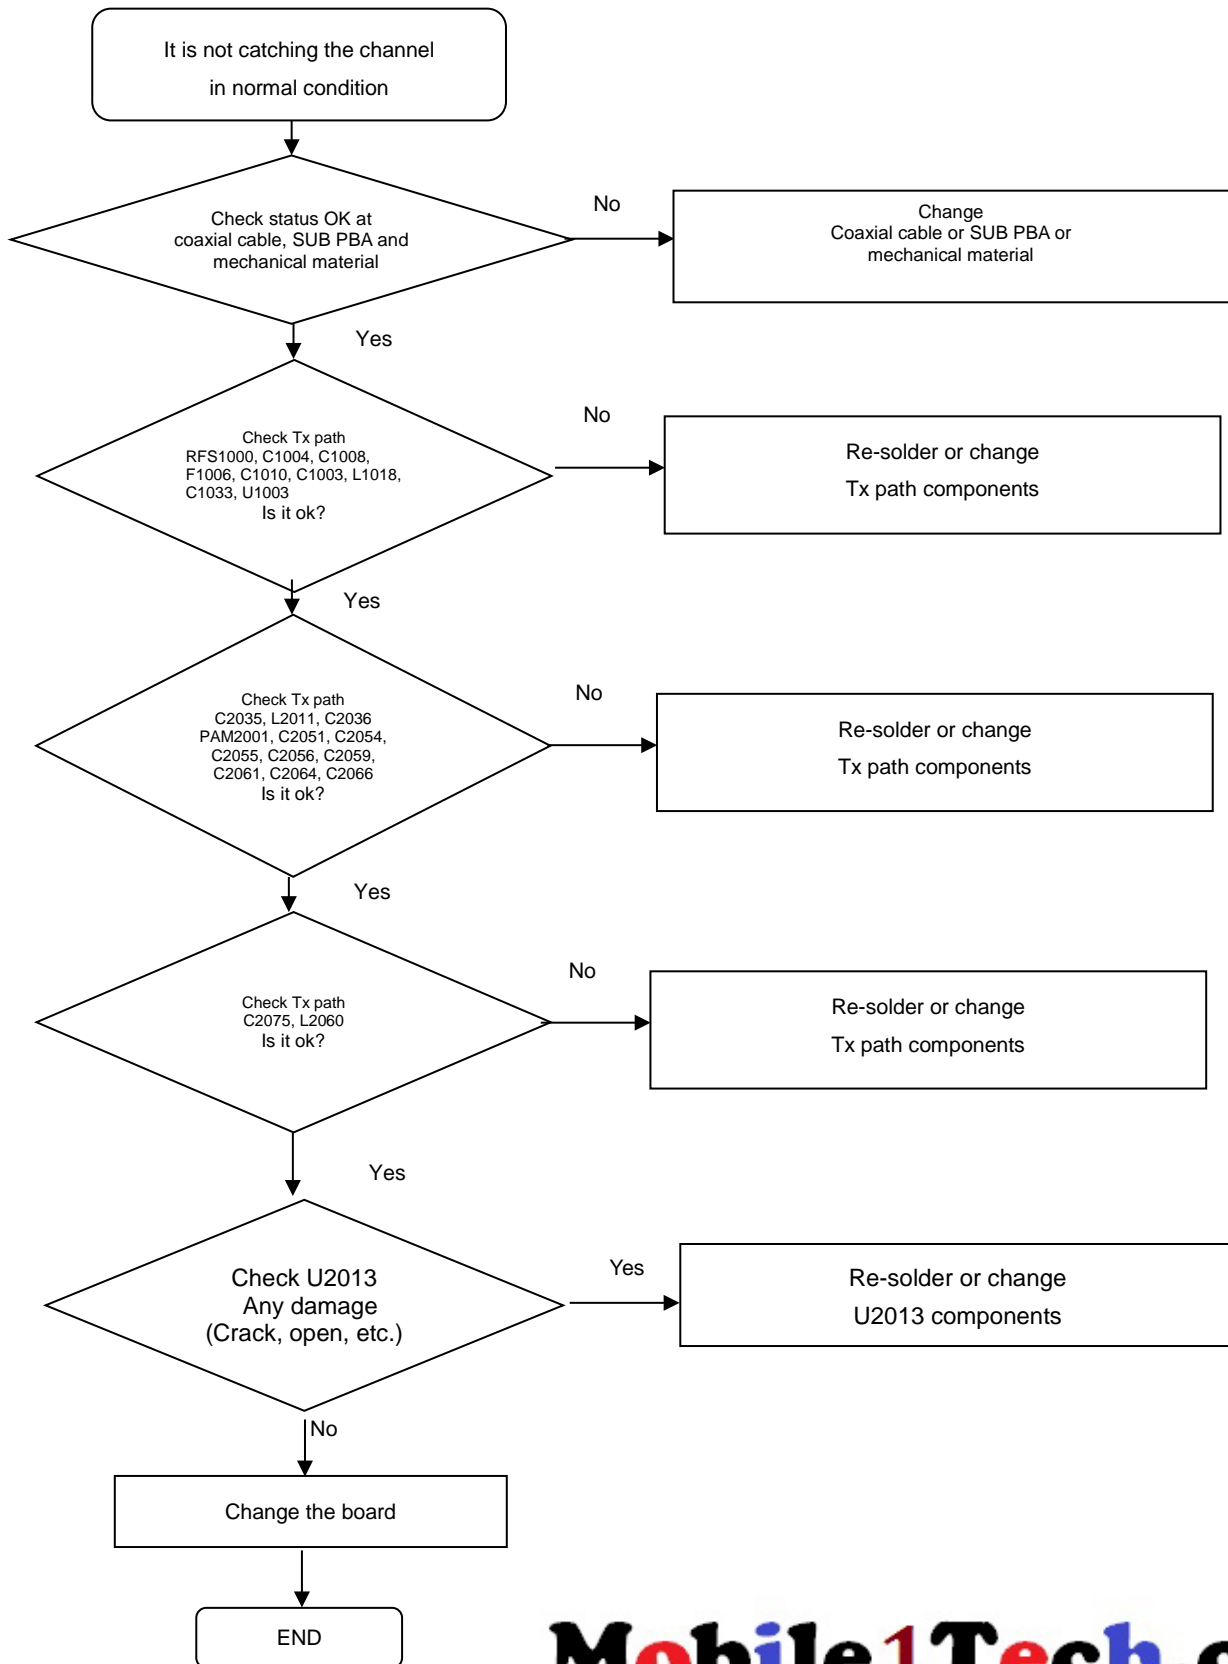 It is not catching the channel
in normal condition
Check status OK at
coaxial cable, SUB PBA and
mechanical material
No
Change
Coaxial cable or SUB PBA or
mechanical material
Yes
Check Tx path
RFS1000, C1004, C1008,
F1006, C1010, C1003, L1018,
C1033, U1003
Is it ok?
No
Re-solder or change
Tx path components
Yes
Check Tx path
C2035, L2011, C2036
PAM2001, C2051, C2054,
C2055, C2056, C2059,
C2061, C2064, C2066
Is it ok?
No
Re-solder or change
Tx path components
Yes
Check Tx path
C2075, L2060
Is it ok?
No
Re-solder or change
Tx path components
Yes
Check U2013
Any damage
(Crack, open, etc.)
Yes
Re-solder or change
U2013 components
No
Change the board
END
Mobile1Tech.c